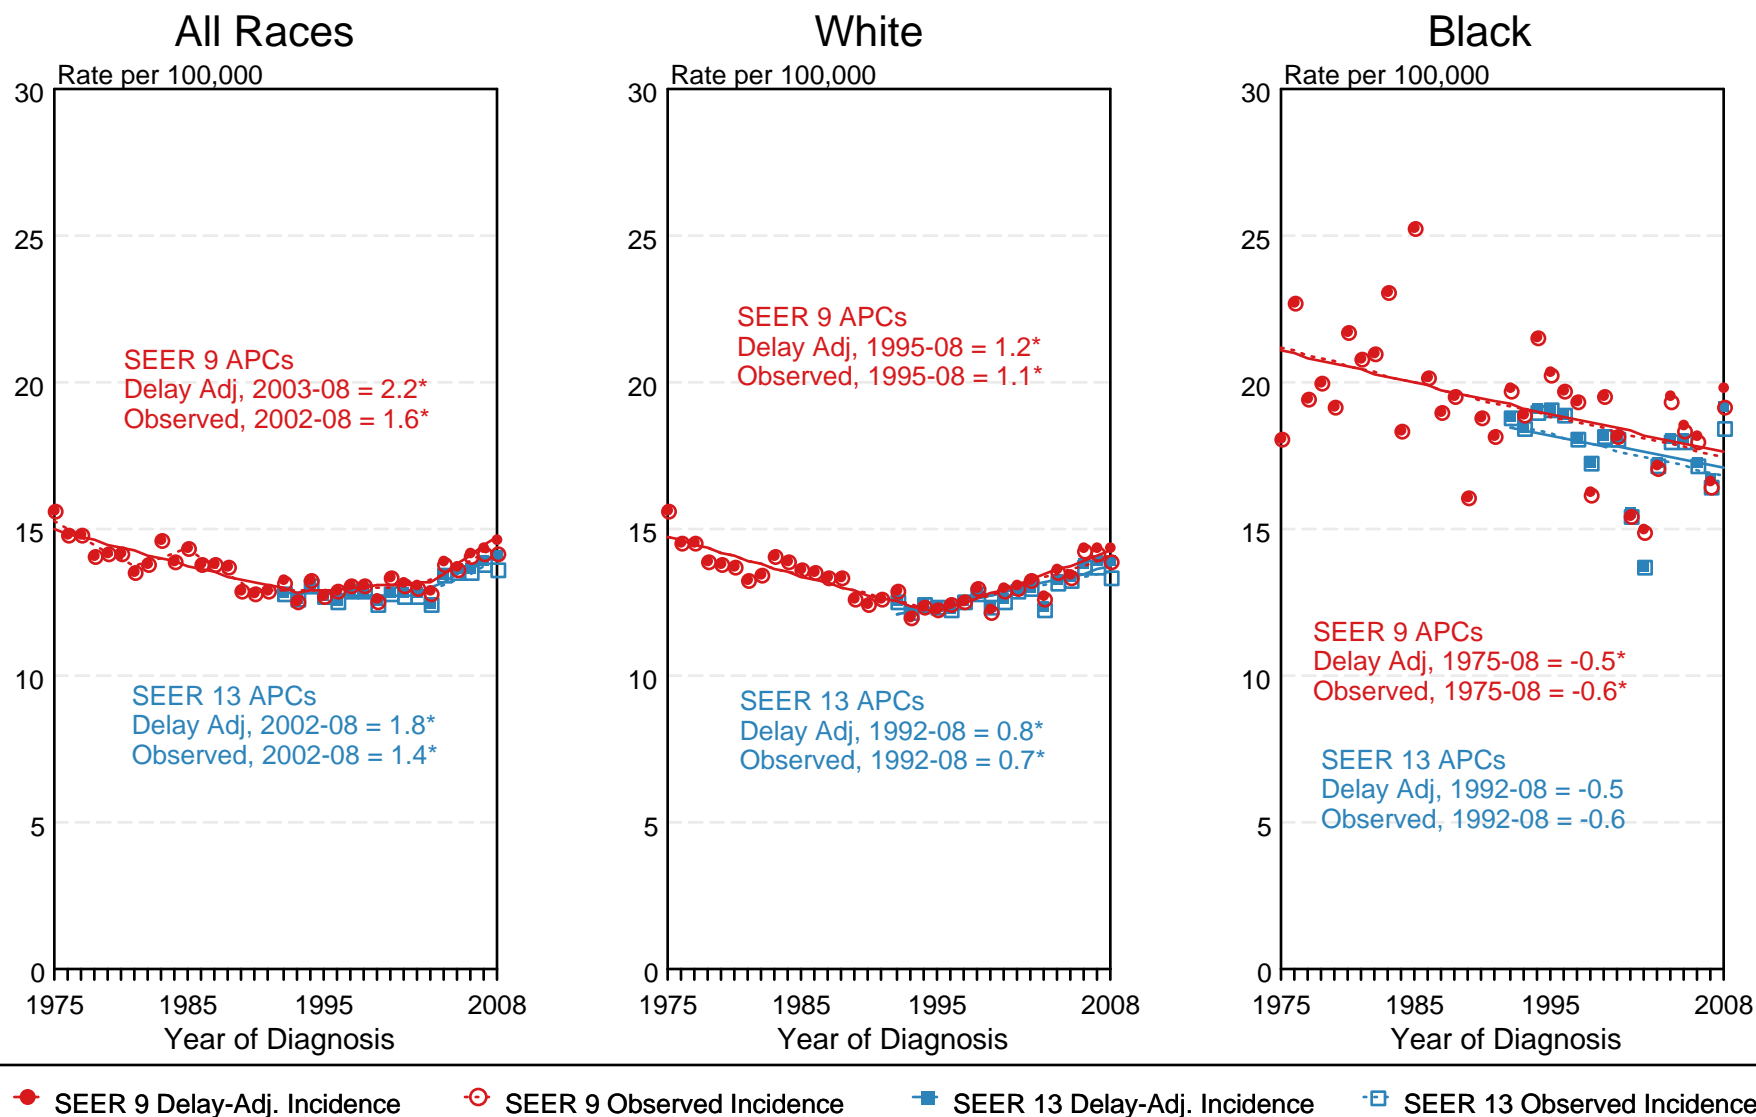 All Races
White
Black
Rate per 100,000
Rate per 100,000
Rate per 100,000
30
25
20
15
10
5
0
SEER 9 APCs
Delay Adj, 2003-08 = 2.2*
Observed, 2002-08 = 1.6*
SEER 13 APCs
Delay Adj, 2002-08 = 1.8*
Observed, 2002-08 = 1.4*
1975 1985 1995 2008
Year of Diagnosis
30
25
20
15
10
5
0
SEER 9 APCs
Delay Adj, 1995-08 = 1.2*
Observed, 1995-08 = 1.1*
SEER 13 APCs
Delay Adj, 1992-08 = 0.8*
Observed, 1992-08 = 0.7*
1975 1985 1995 2008
Year of Diagnosis
30
25
20
15
10
5
0
SEER 9 APCs
Delay Adj, 1975-08 = -0.5*
Observed, 1975-08 = -0.6*
SEER 13 APCs
Delay Adj, 1992-08 = -0.5
Observed, 1992-08 = -0.6
1975 1985 1995 2008
Year of Diagnosis
SEER 9 Delay-Adj. Incidence SEER 9 Observed Incidence SEER 13 Delay-Adj. Incidence SEER 13 Observed Incidence